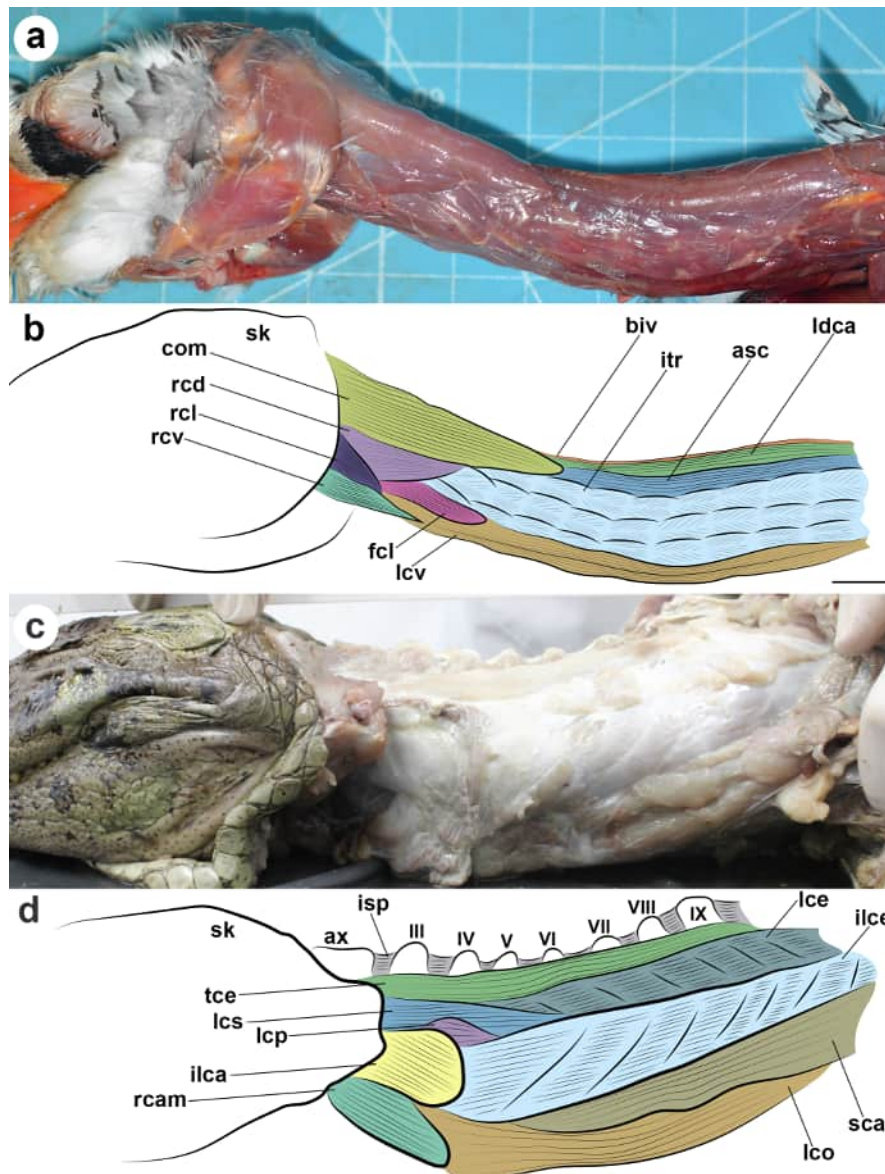 a
09
b
sk
biv
ldca
com
itr
asc
rcd
rcl
rcv
fcl
lcv
c
d
isp
lce
sk
ax
III
IV
V
VI
VII
VIII
IX
ilce
tce
lcs
lcp
ilca
rcam
sca
lco